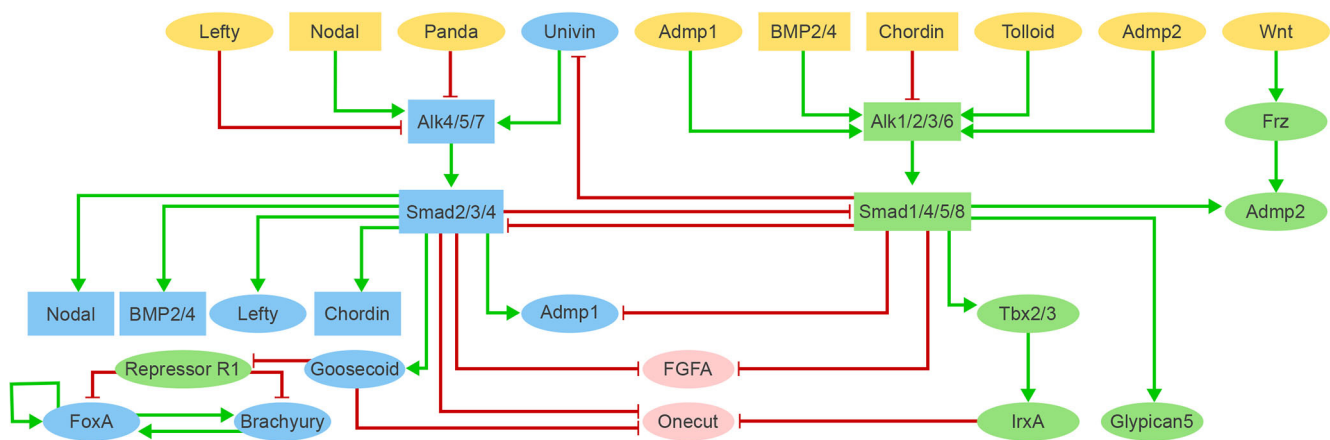 Lefty
Nodal
Panda
Univin
Admp1
BMP2/4
Chordin
Tolloid
Admp2
Wnt
Alk4/5/7
Alk1/2/3/6
Frz
Smad2/3/4
Smad1/4/5/8
Admp2
Nodal
BMP2/4
Lefty
Chordin
Admp1
Tbx2/3
Repressor R1
Goosecoid
FGFA
FoxA
Brachyury
Onecut
IrxA
Glypican5